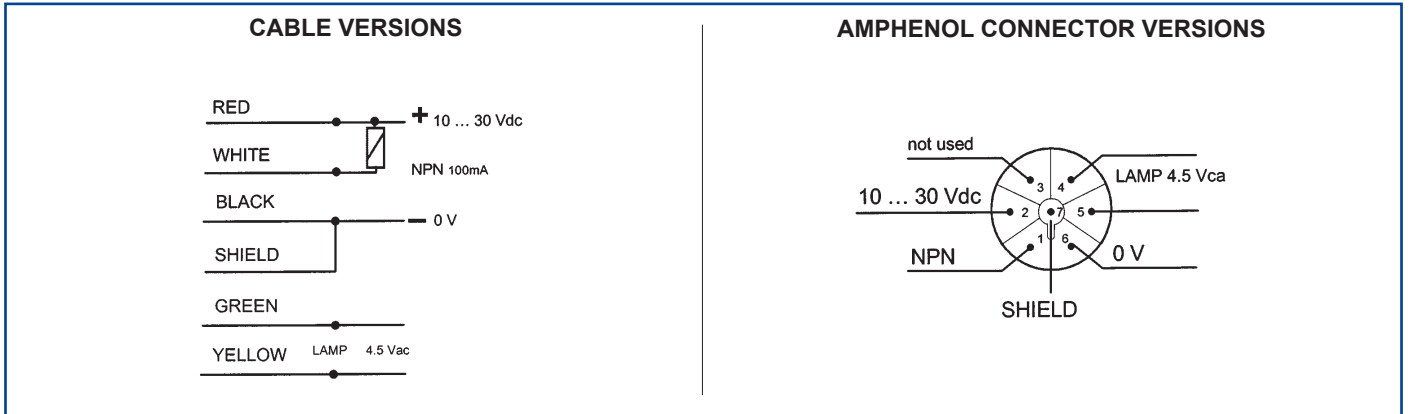 CABLE VERSIONS
RED
+ 10 ... 30 Vdc
WHITE
NPN 100mA
BLACK
− 0 V
SHIELD
GREEN
YELLOW LAMP 4.5 Vac
AMPHENOL CONNECTOR VERSIONS
not used
3 4
LAMP 4.5 Vca
10 ... 30 Vdc
2 7 5
1 6
NPN
0 V
SHIELD